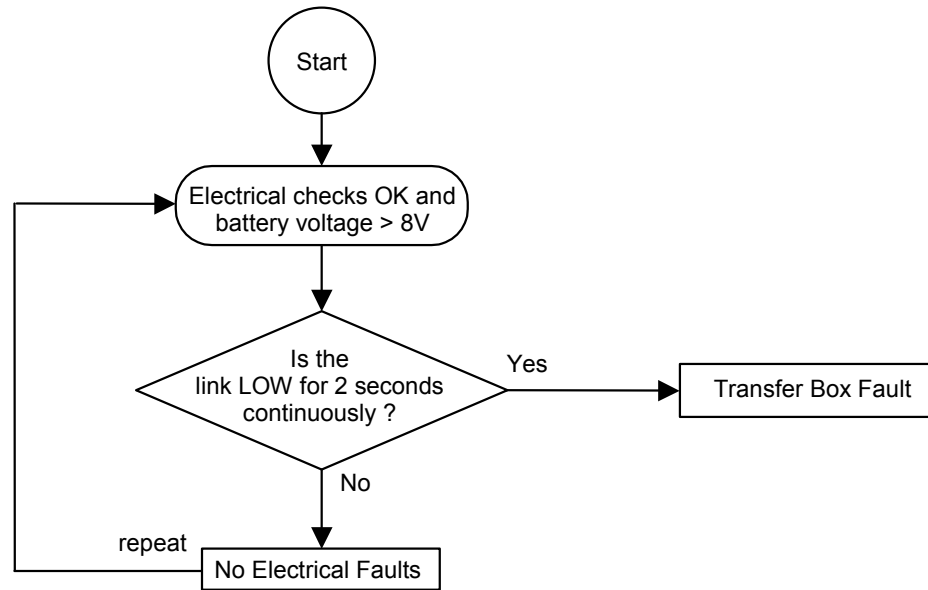 Start
Electrical checks OK and
battery voltage > 8V
Is the
link LOW for 2 seconds
continuously ?
Yes
Transfer Box Fault
No
repeat
No Electrical Faults